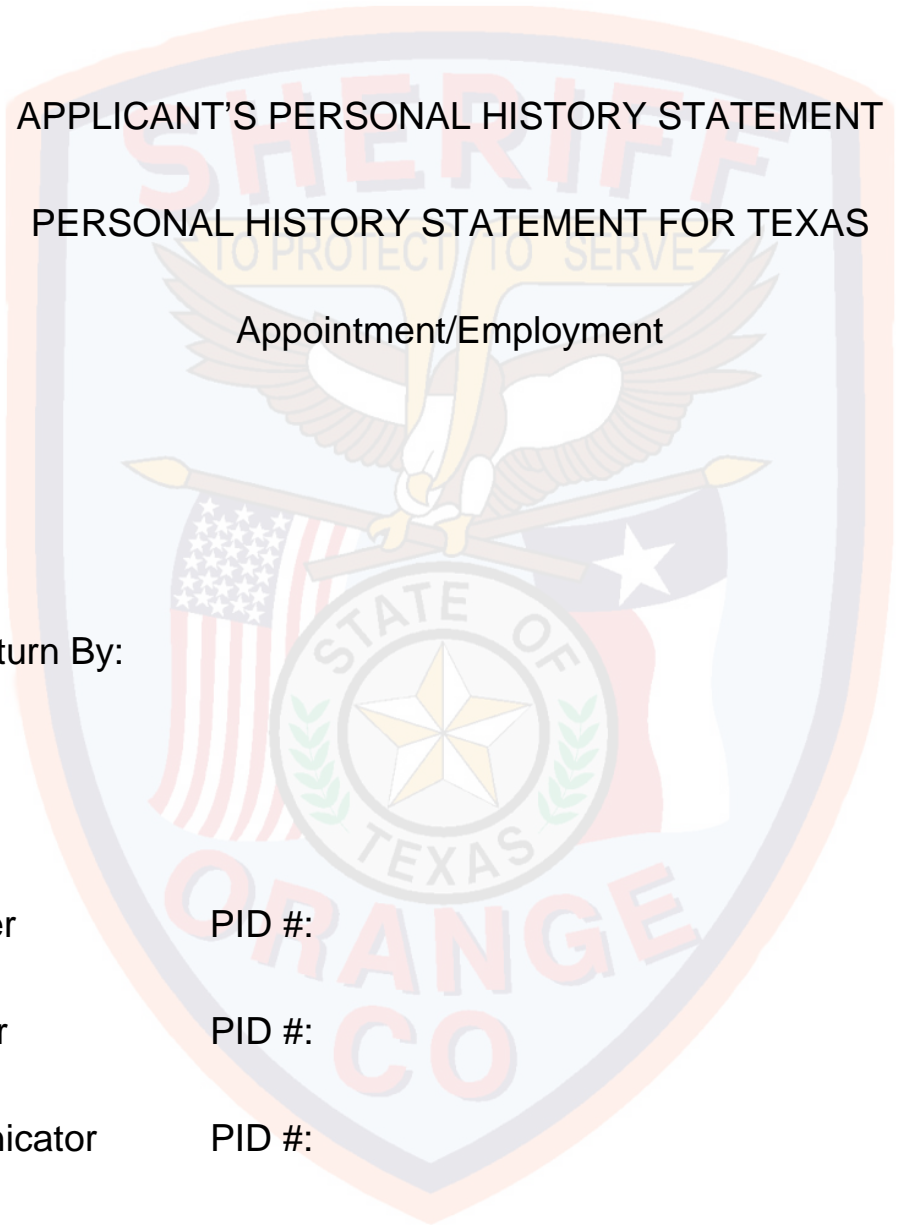 SHERIFF
APPLICANT’S PERSONAL HISTORY STATEMENT
PERSONAL HISTORY STATEMENT FOR TEXAS
TO PROTECT TO SERVE
Appointment/Employment
STATE OF
turn By:
TEXAS
ORANGE
er PID #:
r PID #:
CO
nicator PID #: